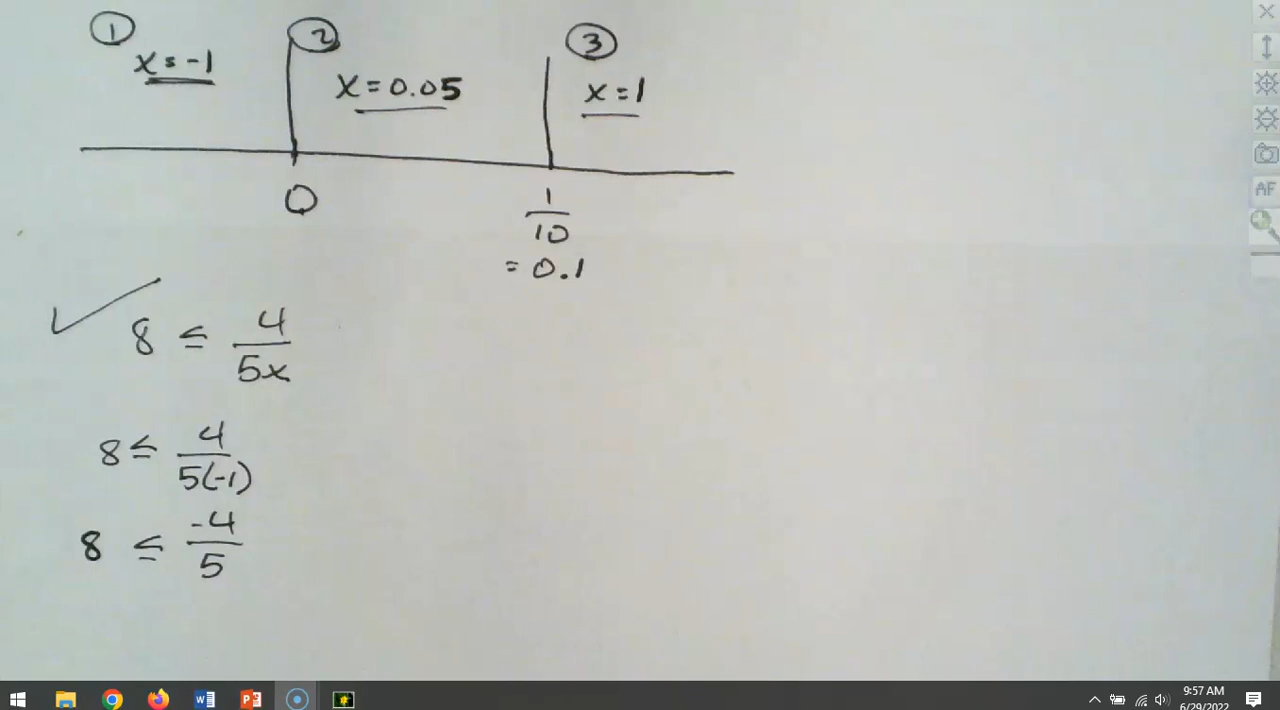 ① ② ③
x = -1 x = 0.05 x = 1
0 1/10
= 0.1
✓ 8 ≤ 4/5x
8 ≤ 4/5(-1)
8 ≤ -4/5
AF
9:57 AM
6/29/2022